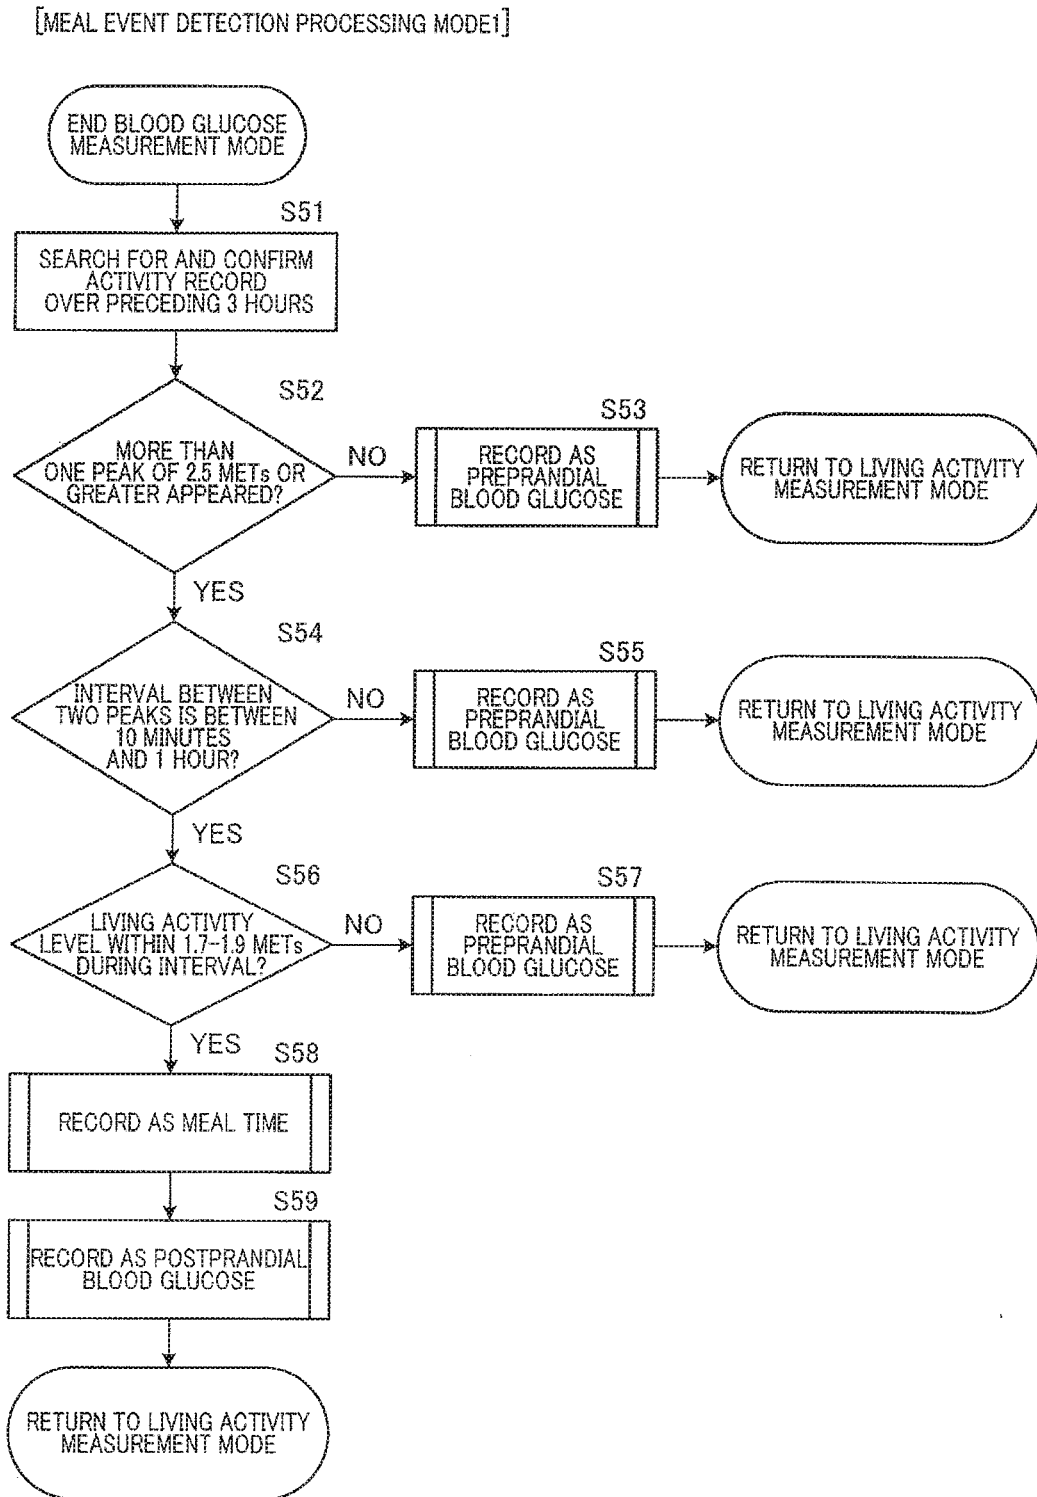 [MEAL EVENT DETECTION PROCESSING MODE1]
END BLOOD GLUCOSE
MEASUREMENT MODE
S51
SEARCH FOR AND CONFIRM
ACTIVITY RECORD
OVER PRECEDING 3 HOURS
S52
MORE THAN
ONE PEAK OF 2.5 METs OR
GREATER APPEARED?
NO
S53
RECORD AS
PREPRANDIAL
BLOOD GLUCOSE
RETURN TO LIVING ACTIVITY
MEASUREMENT MODE
YES
S54
INTERVAL BETWEEN
TWO PEAKS IS BETWEEN
10 MINUTES
AND 1 HOUR?
NO
S55
RECORD AS
PREPRANDIAL
BLOOD GLUCOSE
RETURN TO LIVING ACTIVITY
MEASUREMENT MODE
YES
S56
LIVING ACTIVITY
LEVEL WITHIN 1.7-1.9 METs
DURING INTERVAL?
NO
S57
RECORD AS
PREPRANDIAL
BLOOD GLUCOSE
RETURN TO LIVING ACTIVITY
MEASUREMENT MODE
YES
S58
RECORD AS MEAL TIME
S59
RECORD AS POSTPRANDIAL
BLOOD GLUCOSE
RETURN TO LIVING ACTIVITY
MEASUREMENT MODE